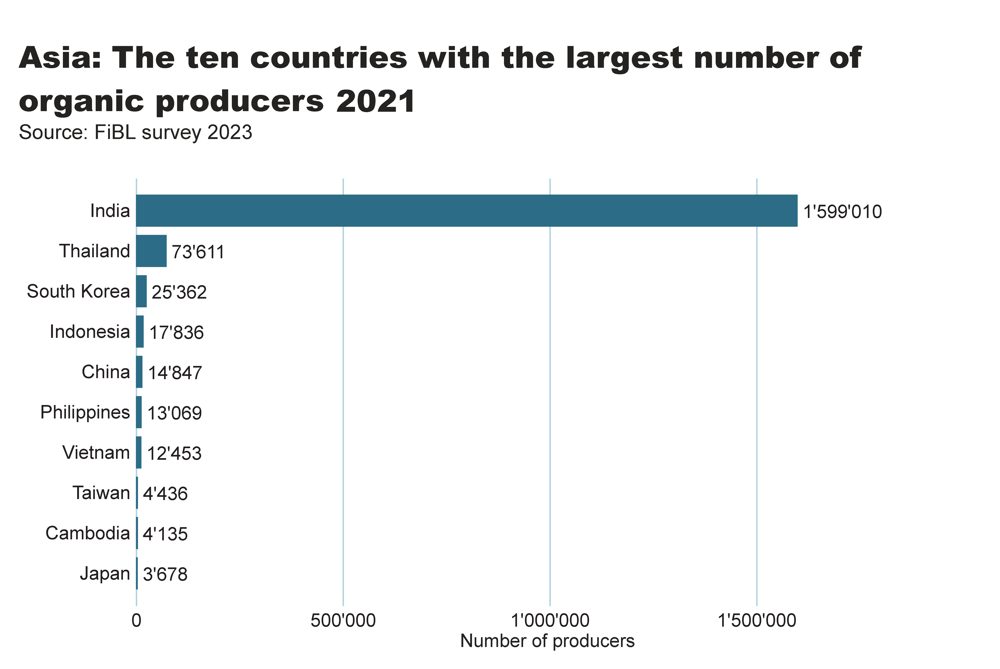 Asia: The ten countries with the largest number of
organic producers 2021
Source: FiBL survey 2023
India 1'599'010
Thailand 73'611
South Korea 25'362
Indonesia 17'836
China 14'847
Philippines 13'069
Vietnam 12'453
Taiwan 4'436
Cambodia 4'135
Japan 3'678
0 500'000 1'000'000 1'500'000
Number of producers